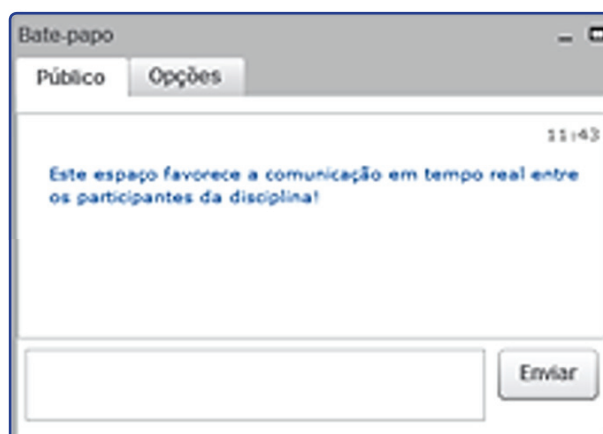 Bate-papo
Público Opções
11:43
Este espaço favorece a comunicação em tempo real entre
os participantes da disciplina!
Enviar